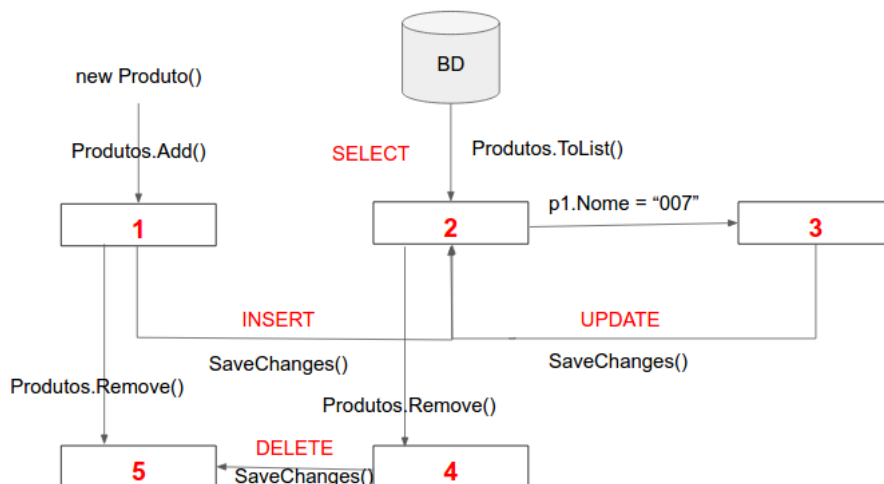 BD
new Produto()
Produtos.Add()
SELECT
Produtos.ToList()
p1.Nome = “007”
1
2
3
INSERT
UPDATE
SaveChanges()
SaveChanges()
Produtos.Remove()
Produtos.Remove()
DELETE
SaveChanges()
5
4